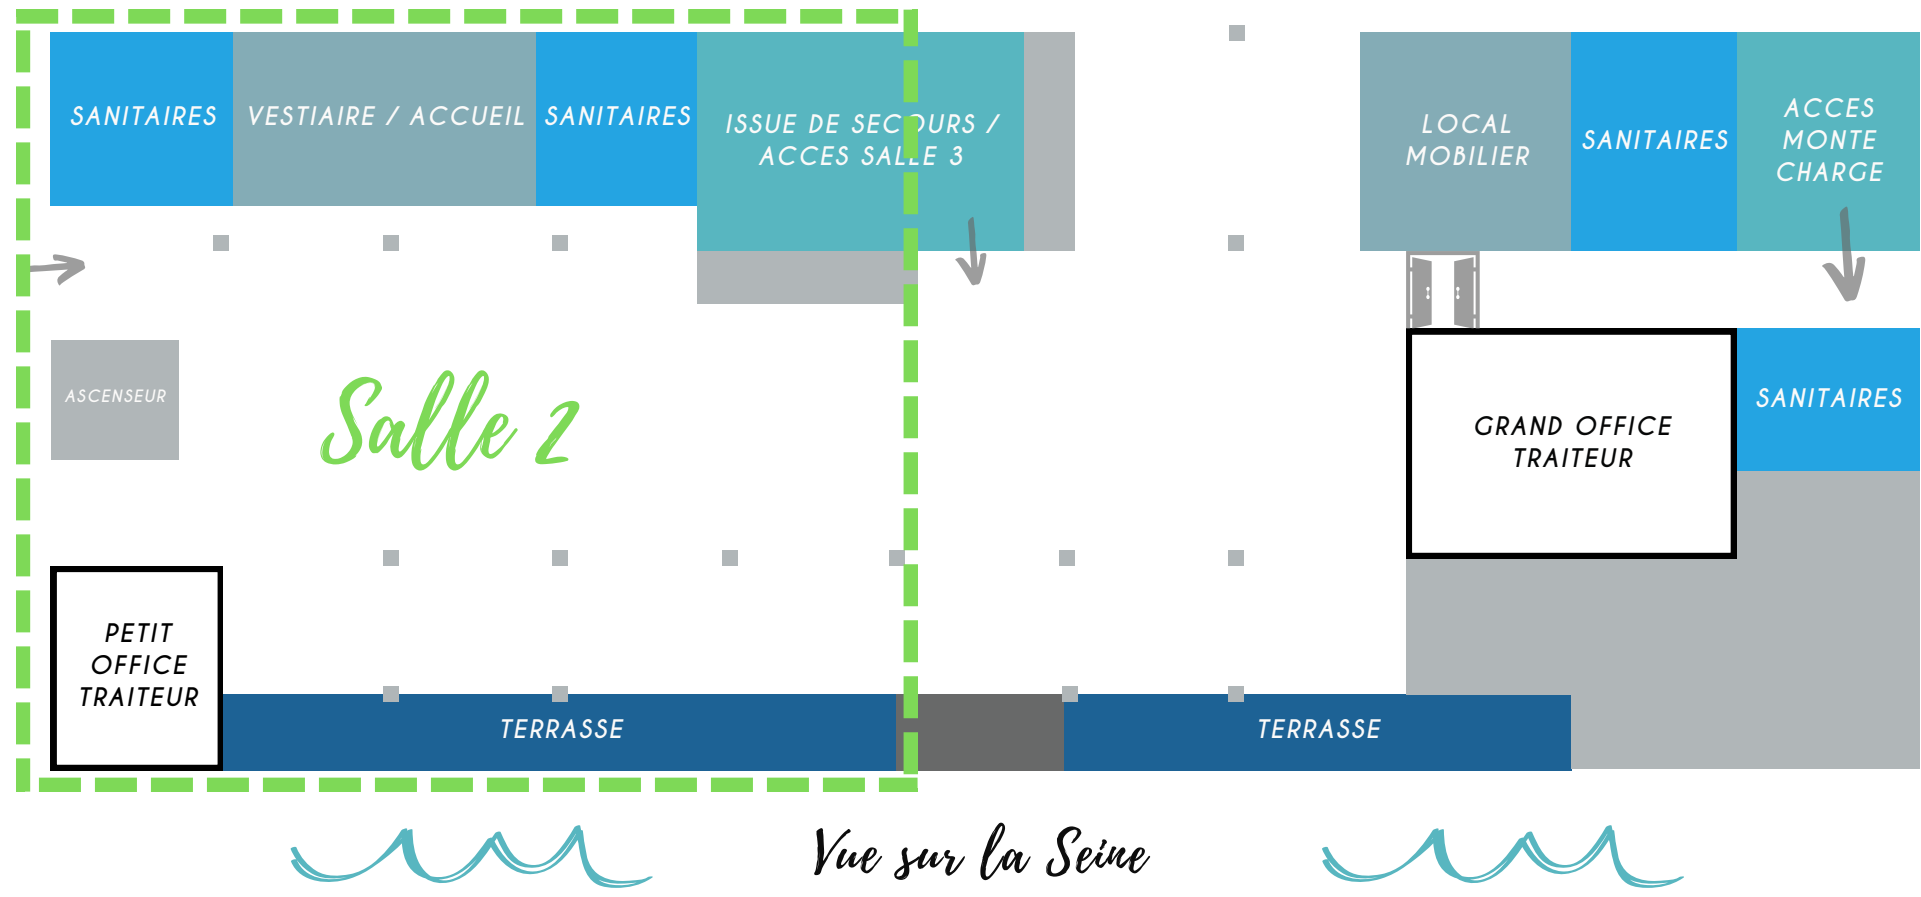 SANITAIRES
VESTIAIRE / ACCUEIL
SANITAIRES
ISSUE DE SECOURS /
ACCES SALLE 3
LOCAL
MOBILIER
SANITAIRES
ACCES
MONTE
CHARGE
ASCENSEUR
Salle 2
GRAND OFFICE
TRAITEUR
SANITAIRES
PETIT
OFFICE
TRAITEUR
TERRASSE
TERRASSE
Vue sur la Seine